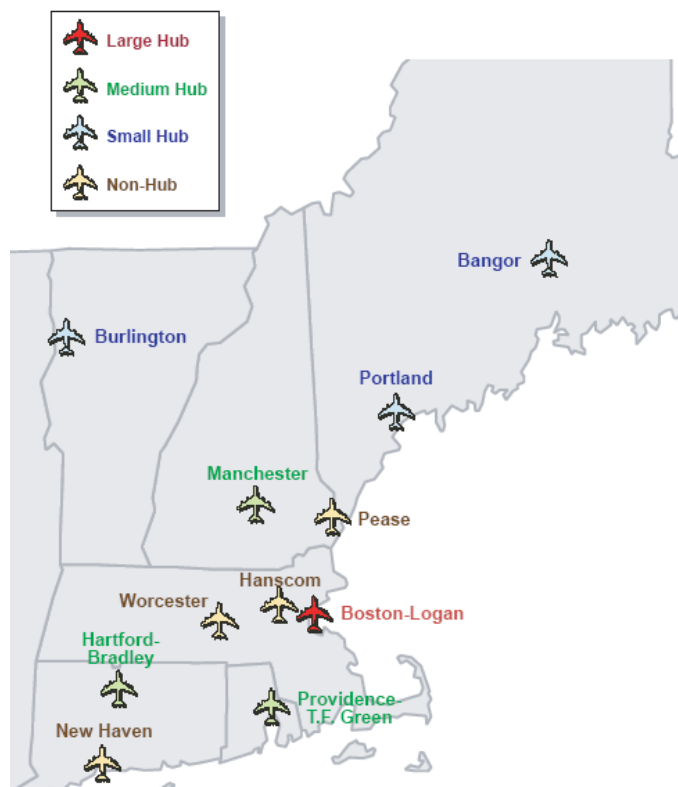 Large Hub
Medium Hub
Small Hub
Non-Hub
Bangor
Burlington
Portland
Manchester
Pease
Hanscom
Worcester
Boston-Logan
Hartford-
Bradley
Providence-
T.F. Green
New Haven